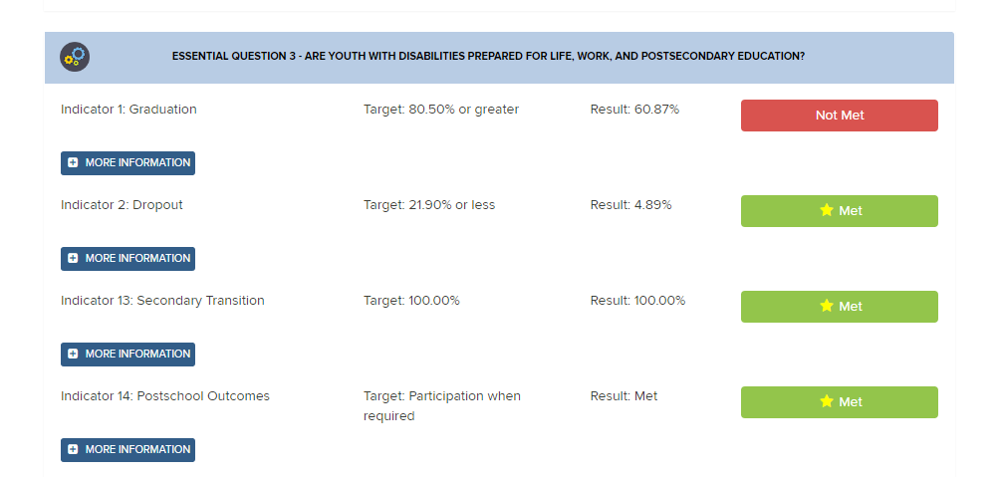 ESSENTIAL QUESTION 3 - ARE YOUTH WITH DISABILITIES PREPARED FOR LIFE, WORK, AND POSTSECONDARY EDUCATION?
Indicator 1: Graduation Target: 80.50% or greater Result: 60.87% Not Met
MORE INFORMATION
Indicator 2: Dropout Target: 21.90% or less Result: 4.89% Met
MORE INFORMATION
Indicator 13: Secondary Transition Target: 100.00% Result: 100.00% Met
MORE INFORMATION
Indicator 14: Postschool Outcomes Target: Participation when Result: Met Met
required
MORE INFORMATION